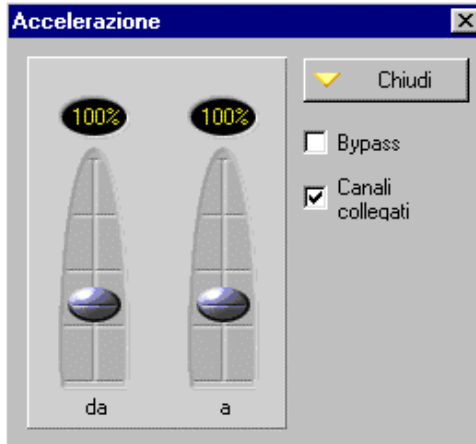 Accelerazione
100% 100%
da a
Chiudi
Bypass
Canali
collegati